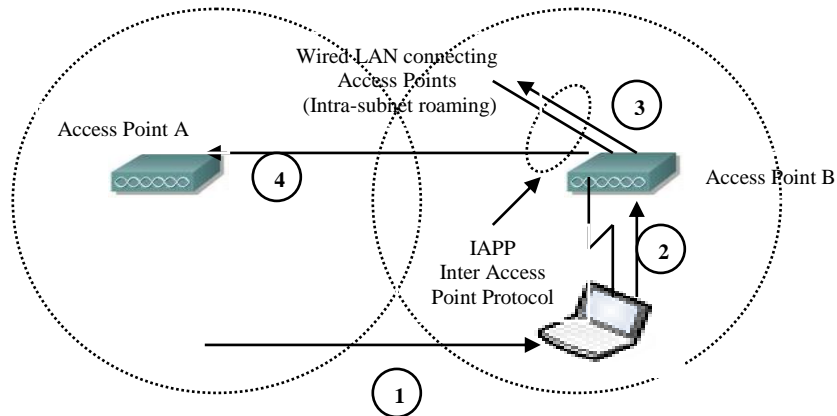 Wired LAN connecting
Access Points
(Intra-subnet roaming)
3
Access Point A
4
Access Point B
IAPP
Inter Access
Point Protocol
2
1